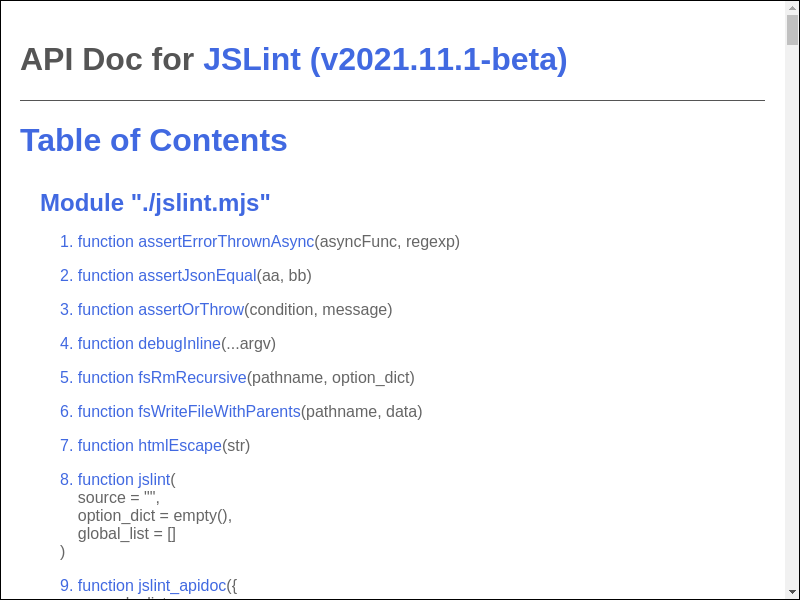 API Doc for JSLint (v2021.11.1-beta)
Table of Contents
Module "./jslint.mjs"
1. function assertErrorThrownAsync(asyncFunc, regexp)
2. function assertJsonEqual(aa, bb)
3. function assertOrThrow(condition, message)
4. function debugInline(...argv)
5. function fsRmRecursive(pathname, option_dict)
6. function fsWriteFileWithParents(pathname, data)
7. function htmlEscape(str)
8. function jslint(
source = "",
option_dict = empty(),
global_list = []
)
9. function jslint_apidoc({